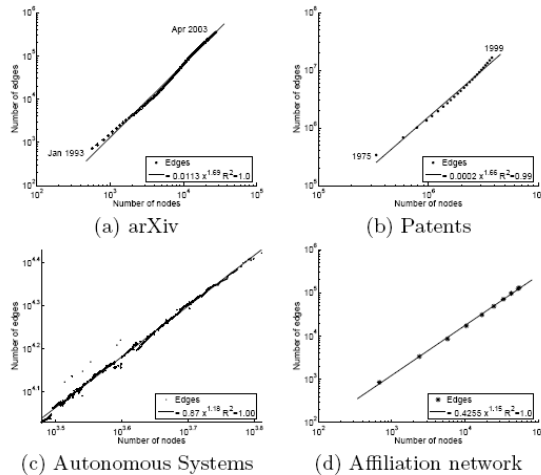 10^6
10^5
10^4
10^3
10^2
Number of edges
Apr 2003
Jan 1993
Edges
= 0.0113 x^1.69 R^2=1.0
10^2
10^3
10^4
10^5
Number of nodes
(a) arXiv
10^8
10^7
10^6
10^5
Number of edges
1999
1975
Edges
= 0.0002 x^1.66 R^2=0.99
10^5
10^6
10^7
Number of nodes
(b) Patents
10^4.4
10^4.3
10^4.2
10^4.1
Number of edges
Edges
= 0.87 x^1.18 R^2=1.00
10^3.5
10^3.6
10^3.7
10^3.8
Number of nodes
(c) Autonomous Systems
10^6
10^5
10^4
10^3
10^2
Number of edges
Edges
= 0.4255 x^1.15 R^2=1.0
10^2
10^3
10^4
10^5
Number of nodes
(d) Affiliation network